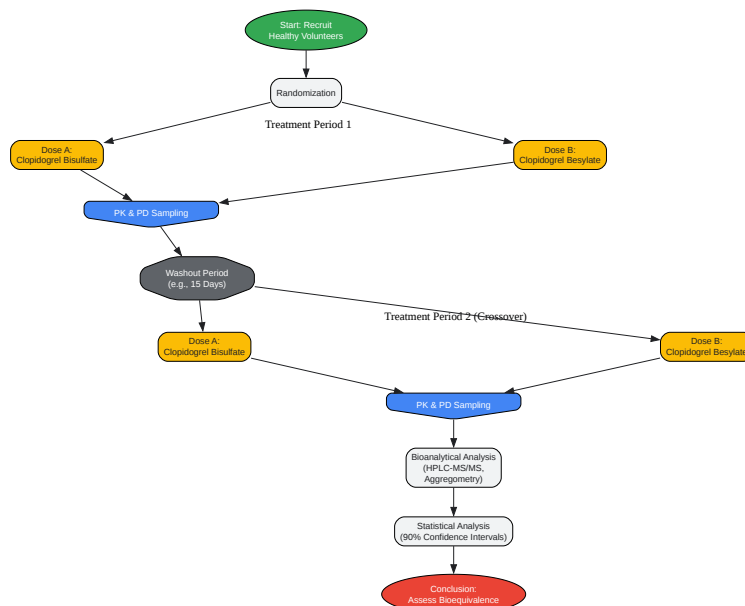 Start: Recruit
Healthy Volunteers
Randomization
Treatment Period 1
Dose A:
Clopidogrel Bisulfate
Dose B:
Clopidogrel Besylate
PK & PD Sampling
Washout Period
(e.g., 15 Days)
Treatment Period 2 (Crossover)
Dose A:
Clopidogrel Bisulfate
Dose B:
Clopidogrel Besylate
PK & PD Sampling
Bioanalytical Analysis
(HPLC-MS/MS,
Aggregometry)
Statistical Analysis
(90% Confidence Intervals)
Conclusion:
Assess Bioequivalence